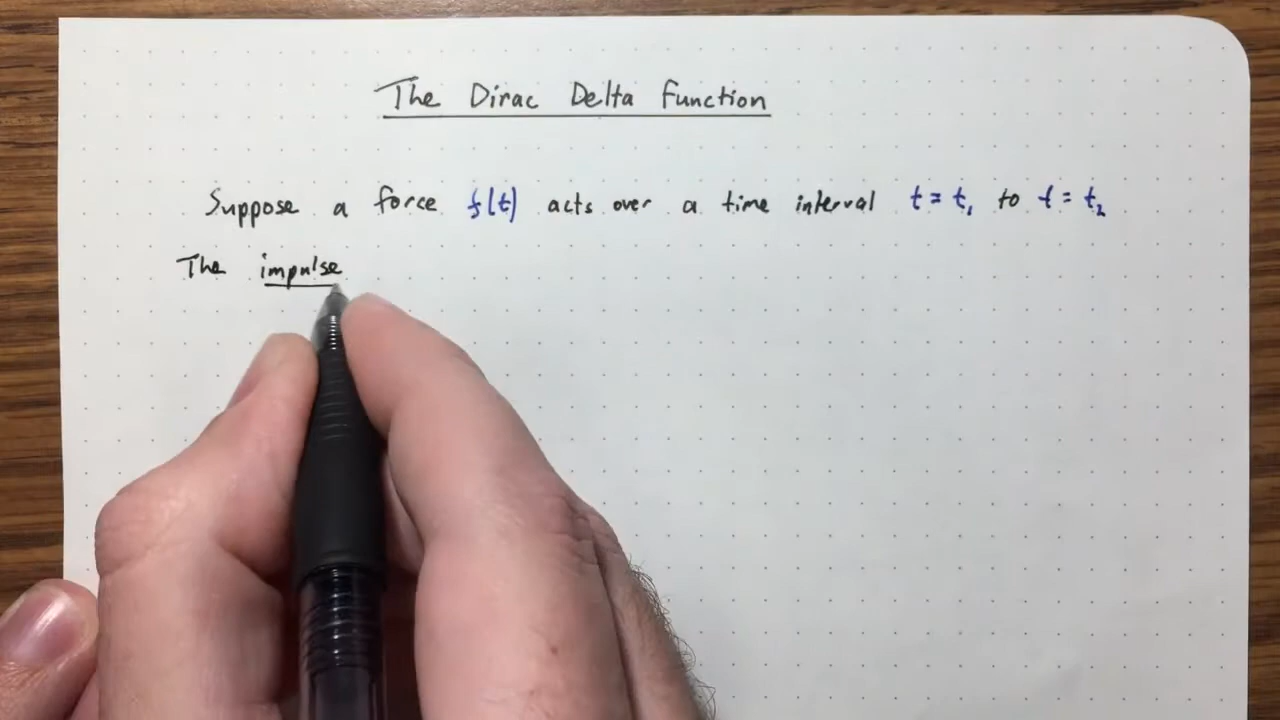 The Dirac Delta Function
Suppose a force f(t) acts over a time interval t = t₁ to t = t₂
The impulse